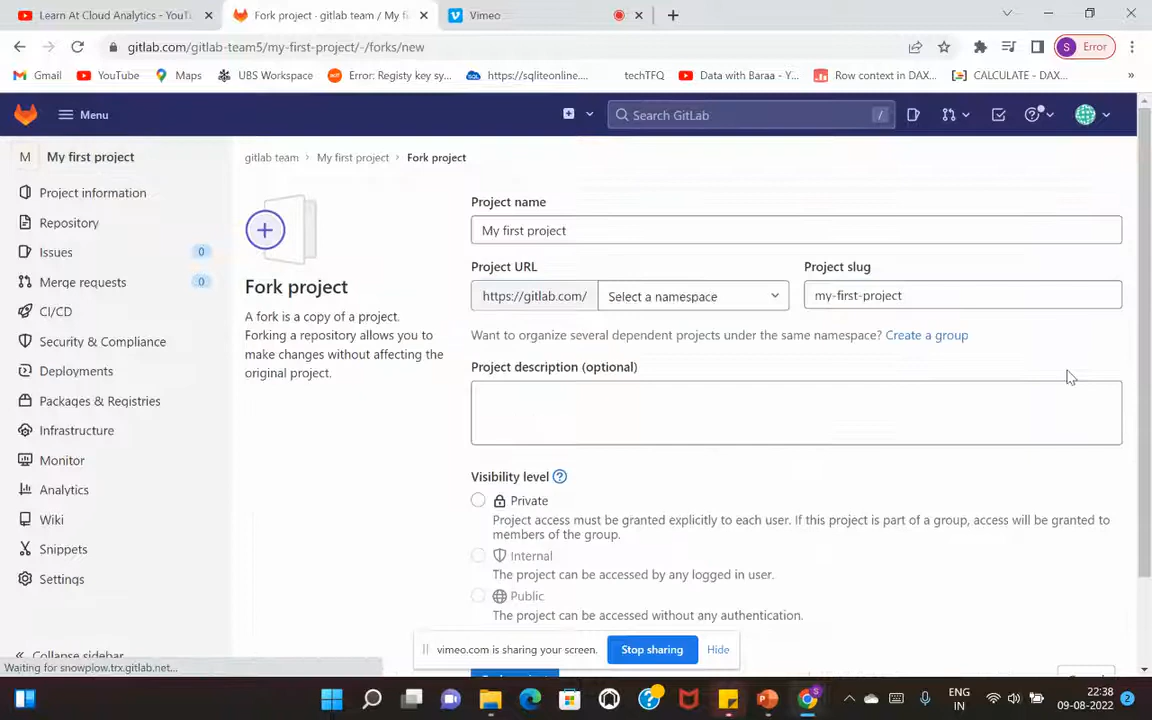 Learn At Cloud Analytics - YouTu
Fork project · gitlab team / My fi
Vimeo
gitlab.com/gitlab-team5/my-first-project/-/forks/new
S Error
Gmail YouTube Maps UBS Workspace Error: Registy key sy... https://sqliteonline.... techTFQ Data with Baraa - Y... Row context in DAX... CALCULATE - DAX... »
Menu
Search GitLab /
M My first project
gitlab team > My first project > Fork project
Project information
Repository
Issues 0
Merge requests 0
CI/CD
Security & Compliance
Deployments
Packages & Registries
Infrastructure
Monitor
Analytics
Wiki
Snippets
Settings
Collapse sidebar
Waiting for snowplow.trx.gitlab.net...
Fork project
A fork is a copy of a project.
Forking a repository allows you to
make changes without affecting the
original project.
Project name
My first project
Project URL
https://gitlab.com/ Select a namespace
Project slug
my-first-project
Want to organize several dependent projects under the same namespace? Create a group
Project description (optional)
Visibility level
Private
Project access must be granted explicitly to each user. If this project is part of a group, access will be granted to
members of the group.
Internal
The project can be accessed by any logged in user.
Public
The project can be accessed without any authentication.
vimeo.com is sharing your screen. Stop sharing Hide
ENG
IN
22:38
09-08-2022
2